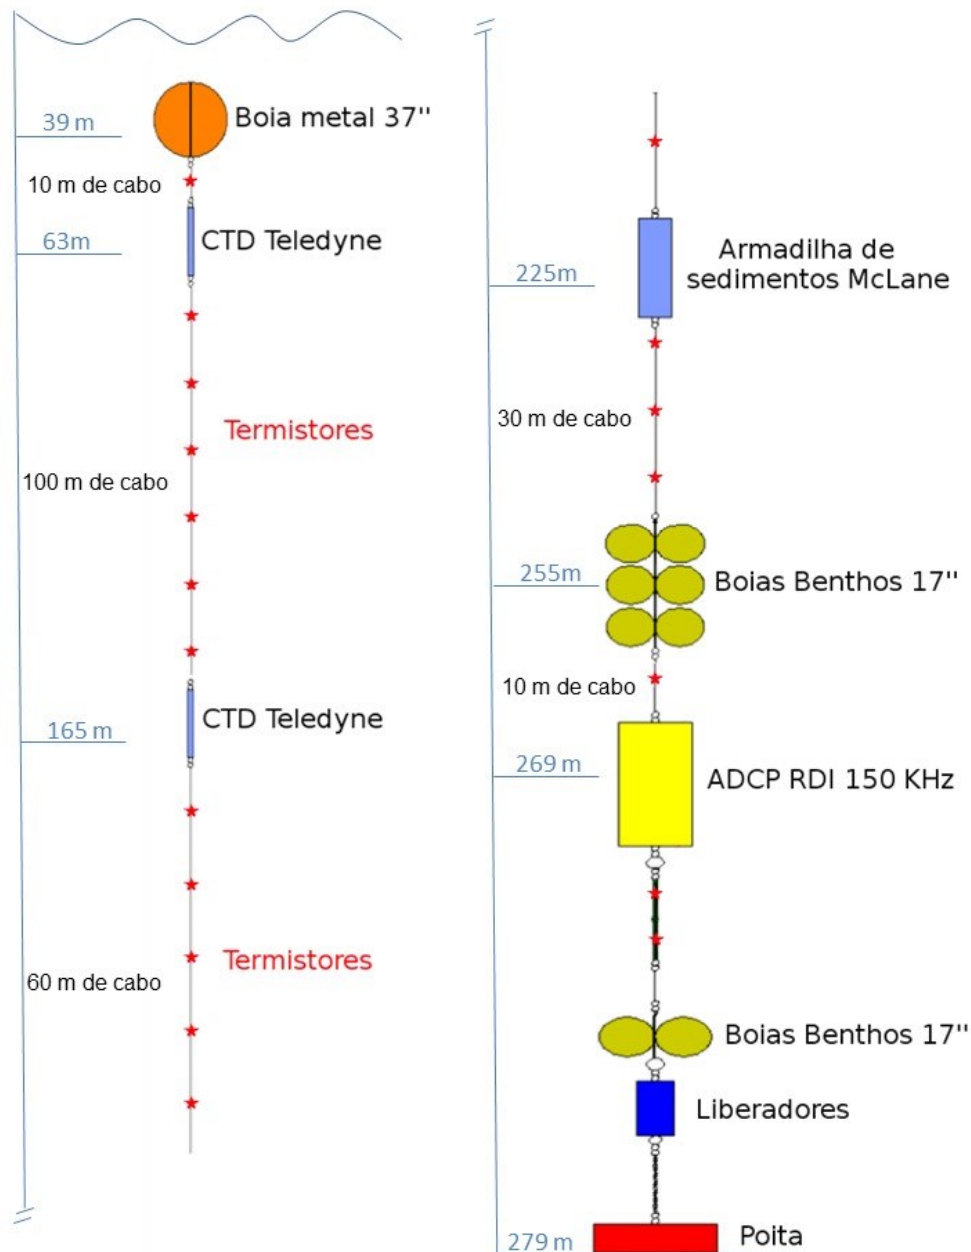 Boia metal 37''
39 m
10 m de cabo
CTD Teledyne
63m
Termistores
100 m de cabo
CTD Teledyne
165 m
Termistores
60 m de cabo
Armadilha de
sedimentos McLane
225m
30 m de cabo
255m
Boias Benthos 17''
10 m de cabo
269 m
ADCP RDI 150 KHz
Boias Benthos 17''
Liberadores
279 m
Poita